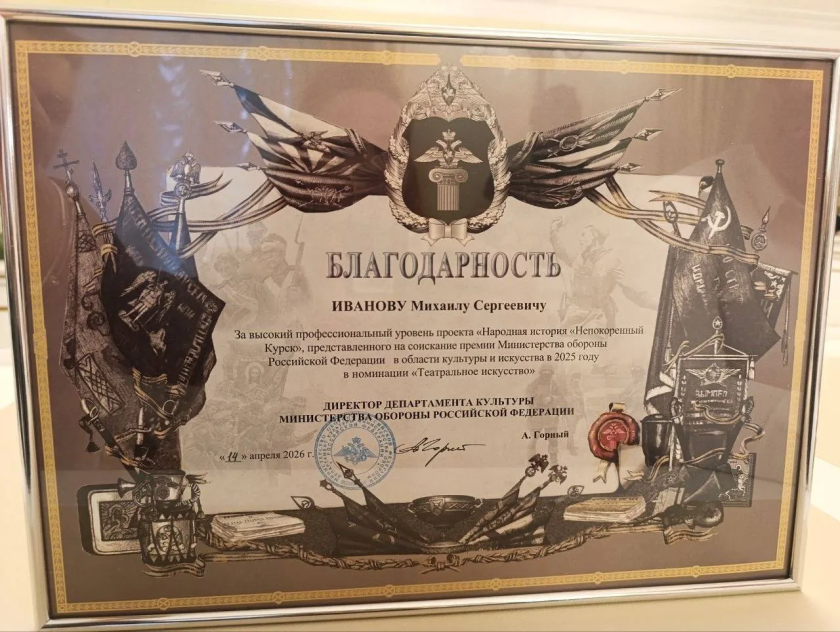 БЛАГОДАРНОСТЬ
ИВАНОВУ Михаилу Сергеевичу
За высокий профессиональный уровень проекта «Народная история «Непокоренный
Курск», представленного на соискание премии Министерства обороны
Российской Федерации в области культуры и искусства в 2025 году
в номинации «Театральное искусство»
ДИРЕКТОР ДЕПАРТАМЕНТА КУЛЬТУРЫ
МИНИСТЕРСТВА ОБОРОНЫ РОССИЙСКОЙ ФЕДЕРАЦИИ
А. Горный
«14» апреля 2026 г.